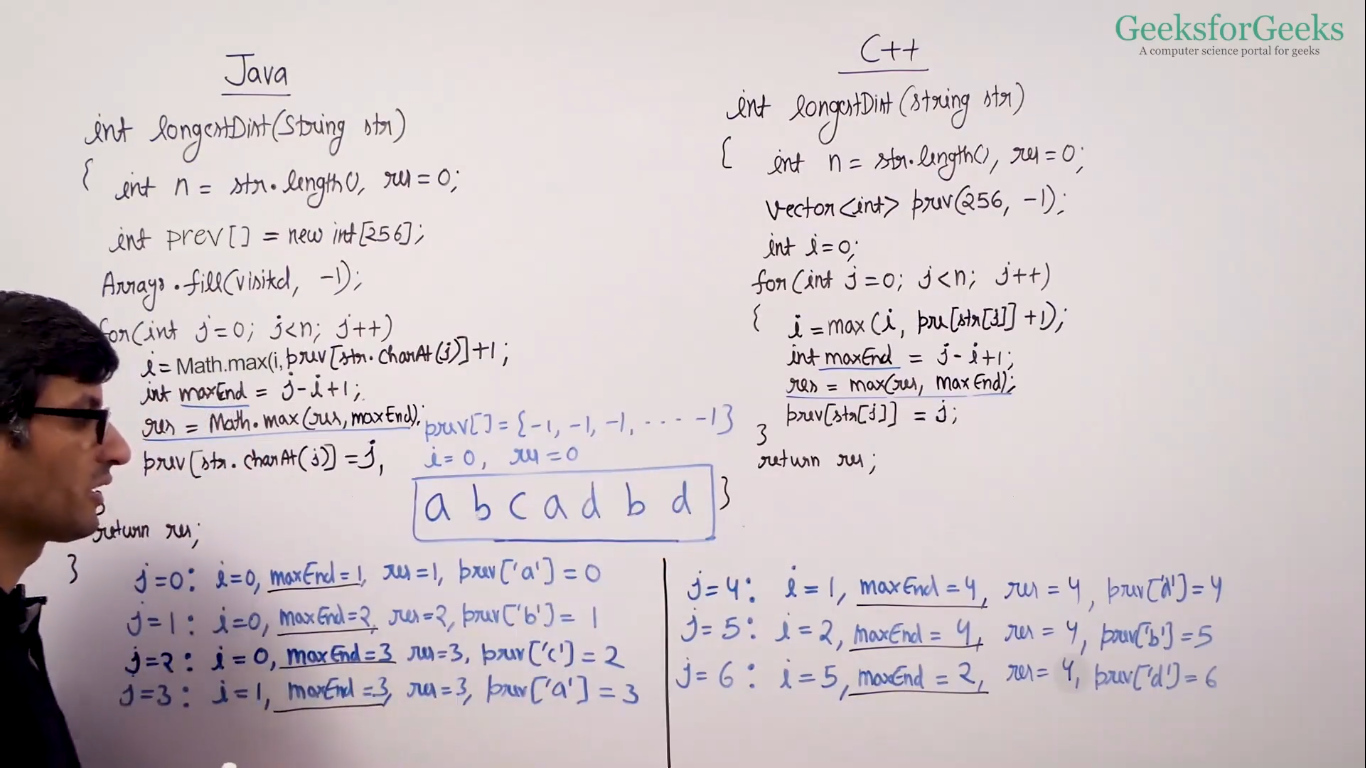 GeeksforGeeks
A computer science portal for geeks
Java
int longestDist(String str)
{ int n = str.length(), res = 0;
int prev[] = new int[256];
Arrays.fill(visited, -1);
for(int j=0; j<n; j++)
i = Math.max(i, prev[str.charAt(j)]+1;
int maxEnd = j-i+1;
res = Math.max(res, maxEnd);
prev[str.charAt(j)] = j,
return res;
}
C++
int longestDist(string str)
{ int n = str.length(), res=0;
vector<int> prev(256, -1);
int i=0;
for(int j=0; j<n; j++)
{ i = max(i, prev[str[j]]+1);
int maxEnd = j-i+1;
res = max(res, maxEnd);
prev[str[j]] = j;
}
return res;
}
prev[] = {-1, -1, -1, .... -1}
i=0, res=0
a b c a d b d
j=0: i=0, maxEnd=1, res=1, prev['a']=0
j=1: i=0, maxEnd=2, res=2, prev['b']=1
j=2: i=0, maxEnd=3 res=3, prev['c']=2
j=3: i=1, maxEnd=3, res=3, prev['a']=3
j=4: i=1, maxEnd=4, res=4, prev['d']=4
j=5: i=2, maxEnd=4, res=4, prev['b']=5
j=6: i=5, maxEnd=2, res=4, prev['d']=6